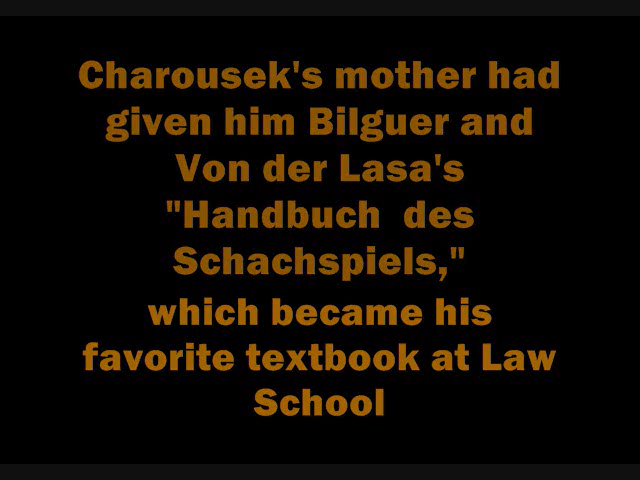 Charousek's mother had
given him Bilguer and
Von der Lasa's
"Handbuch  des
Schachspiels,"
which became his
favorite textbook at Law
School